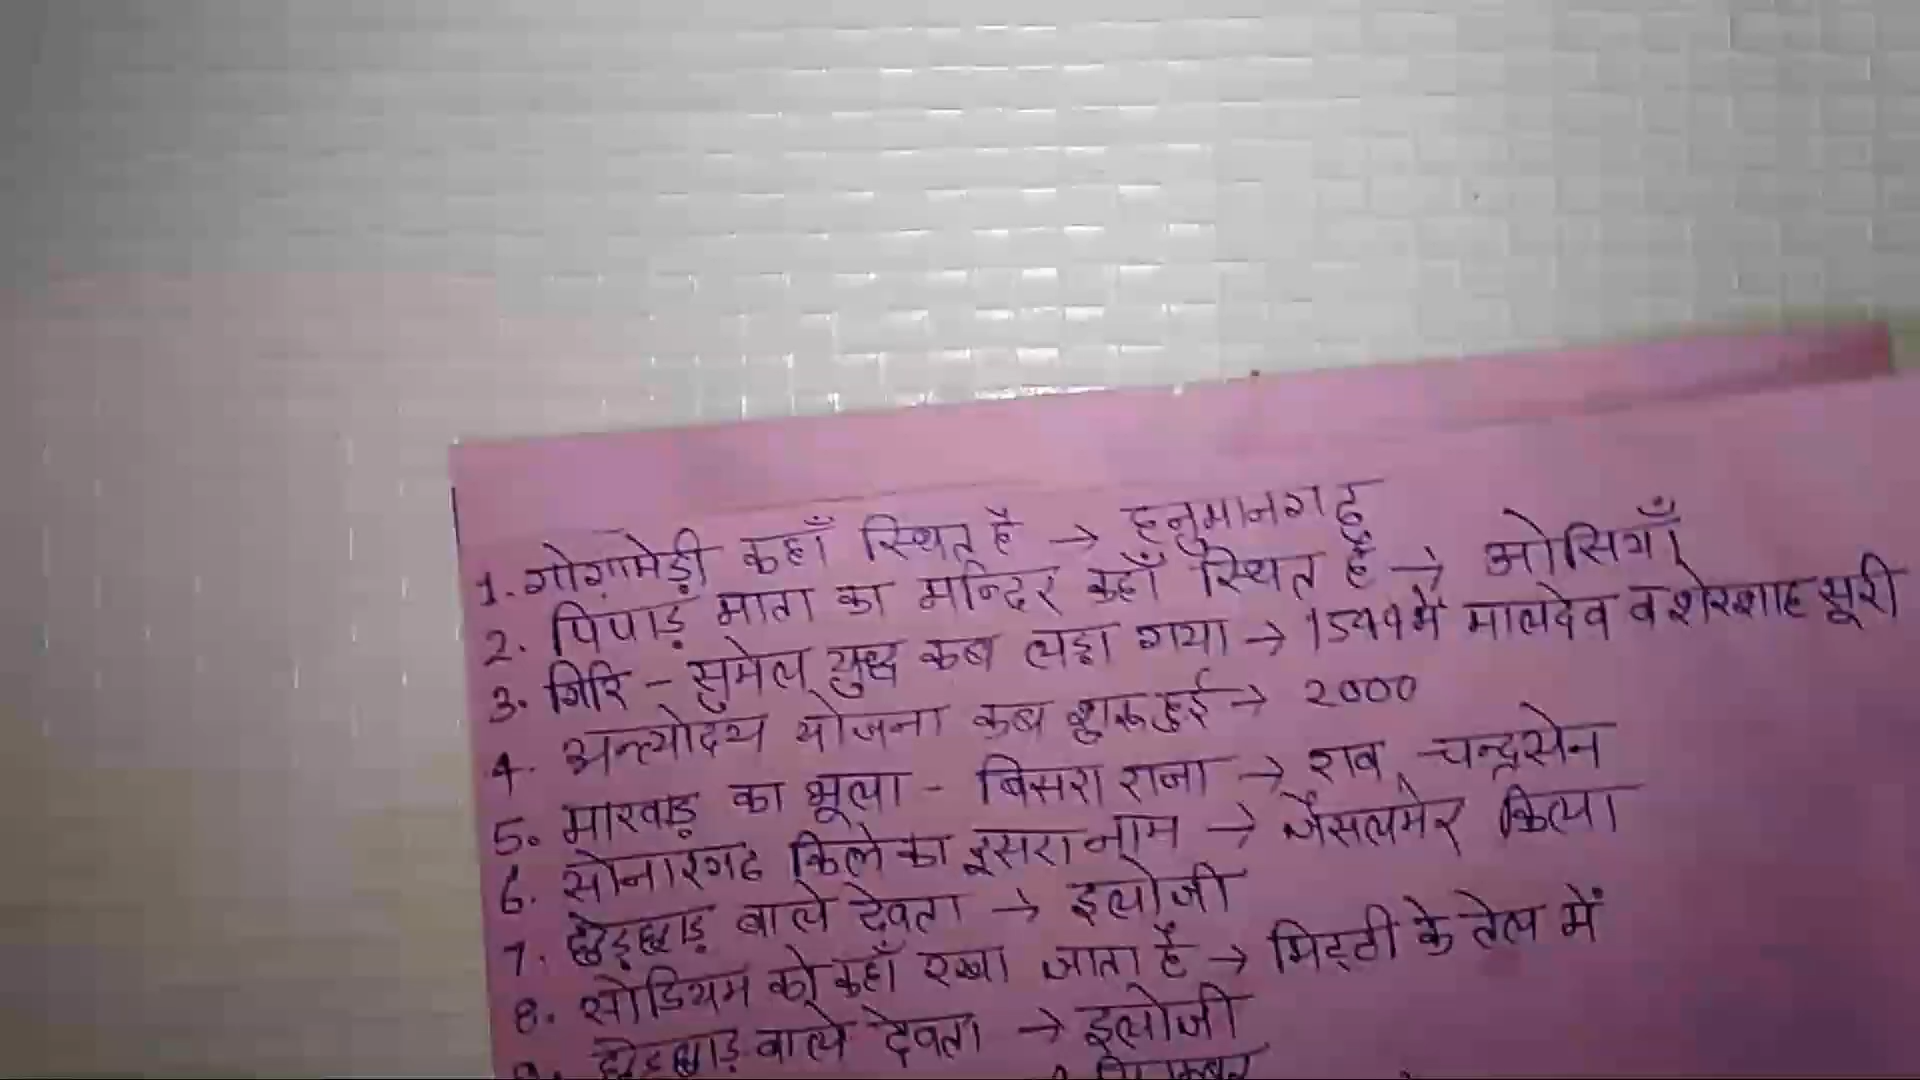 1. गोगामेड़ी कहाँ स्थित है → हनुमानगढ़
2. पिपाड़ माता का मन्दिर कहाँ स्थित है → ओसियाँ
3. गिरि - सुमेल युद्ध कब लड़ा गया → 1544 में मालदेव व शेरशाह सूरी
4. अन्त्योदय योजना कब शुरू हुई → 2000
5. मारवाड़ का भूला - बिसरा राजा → राव चन्द्रसेन
6. सोनारगढ किले का दूसरा नाम → जैसलमेर किला
7. छेड़छाड़ वाले देवता → इलोजी
8. सोडियम को कहाँ रखा जाता है → मिट्टी के तेल में
9. छेड़छाड़ वाले देवता → इलोजी